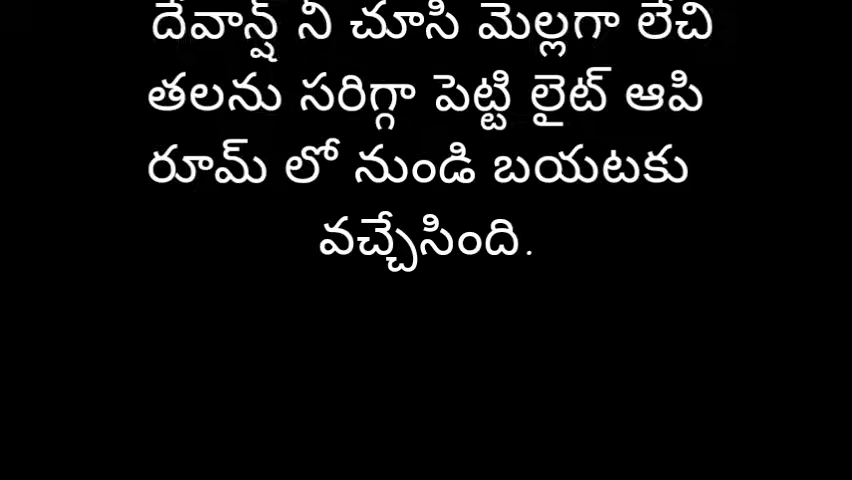 దేవాన్ష్ ని చూసి మెల్లగా లేచి
తలను సరిగ్గా పెట్టి లైట్ ఆపి
రూమ్ లో నుండి బయటకు
వచ్చేసింది.